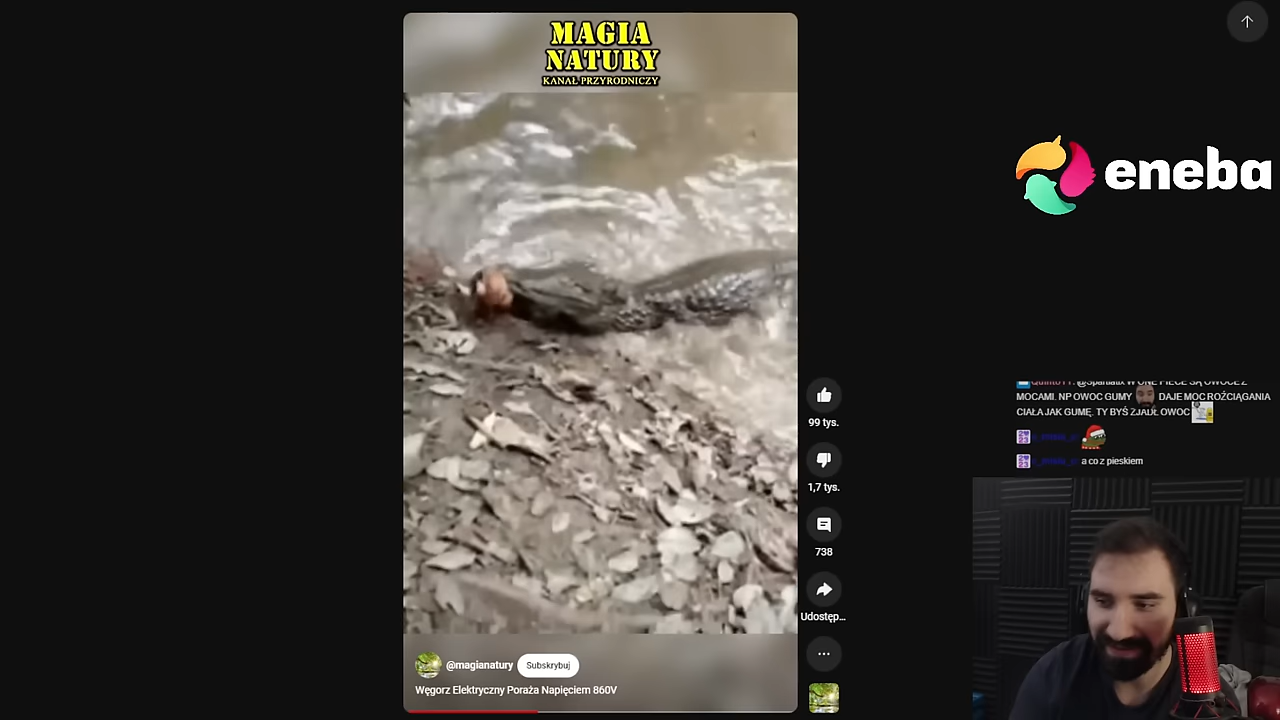 MAGIA
NATURY
KANAŁ PRZYRODNICZY
eneba
99 tys.
1,7 tys.
738
Udostęp...
W ONE PIECE SĄ OWOCE Z
MOCAMI. NP OWOC GUMY DAJE MOC ROZCIĄGANIA
CIAŁA JAK GUMĘ. TY BYŚ ZJADŁ OWOC
a co z pieskiem
@magianatury Subskrybuj
Węgorz Elektryczny Poraża Napięciem 860V